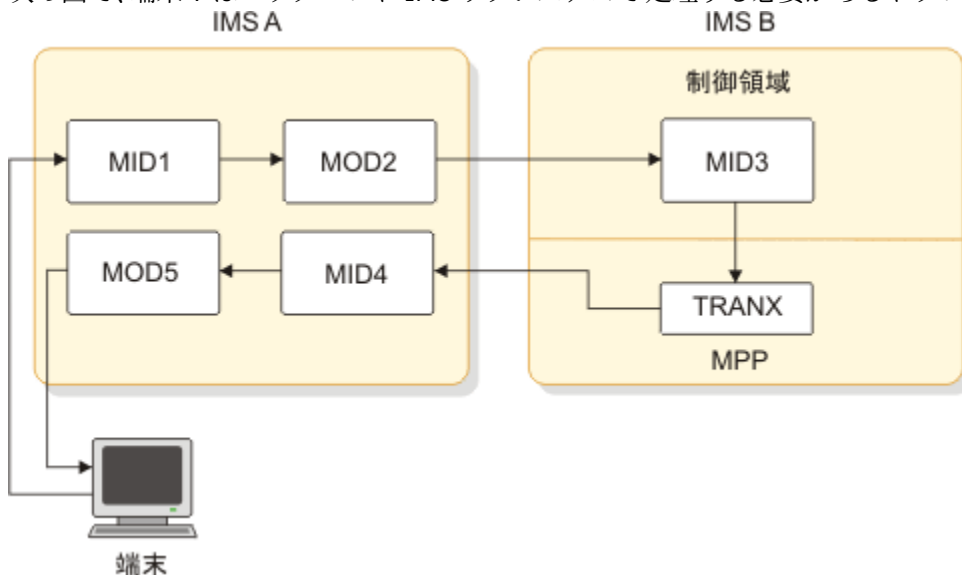 IMS A
IMS B
制御領域
MID1
MOD2
MID3
MOD5
MID4
TRANX
MPP
端末